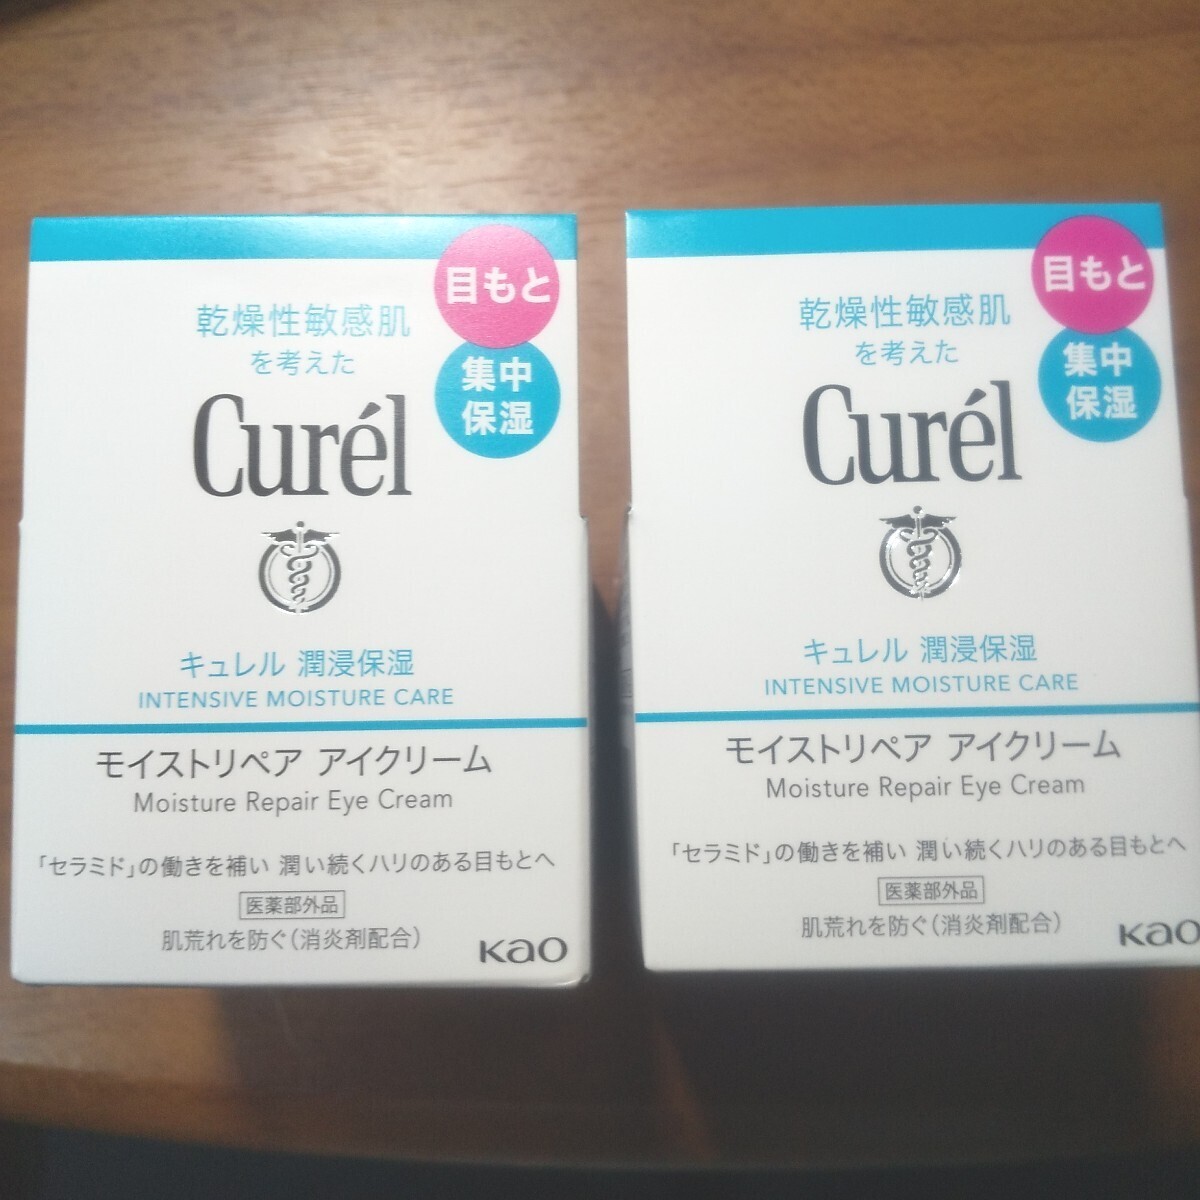 目もと
集中
保湿
乾燥性敏感肌
を考えた
Curél
キュレル 潤浸保湿
INTENSIVE MOISTURE CARE
モイストリペア アイクリーム
Moisture Repair Eye Cream
「セラミド」の働きを補い 潤い続くハリのある目もとへ
医薬部外品
肌荒れを防ぐ(消炎剤配合)
Kao
目もと
集中
保湿
乾燥性敏感肌
を考えた
Curél
キュレル 潤浸保湿
INTENSIVE MOISTURE CARE
モイストリペア アイクリーム
Moisture Repair Eye Cream
「セラミド」の働きを補い 潤い続くハリのある目もとへ
医薬部外品
肌荒れを防ぐ(消炎剤配合)
Kao